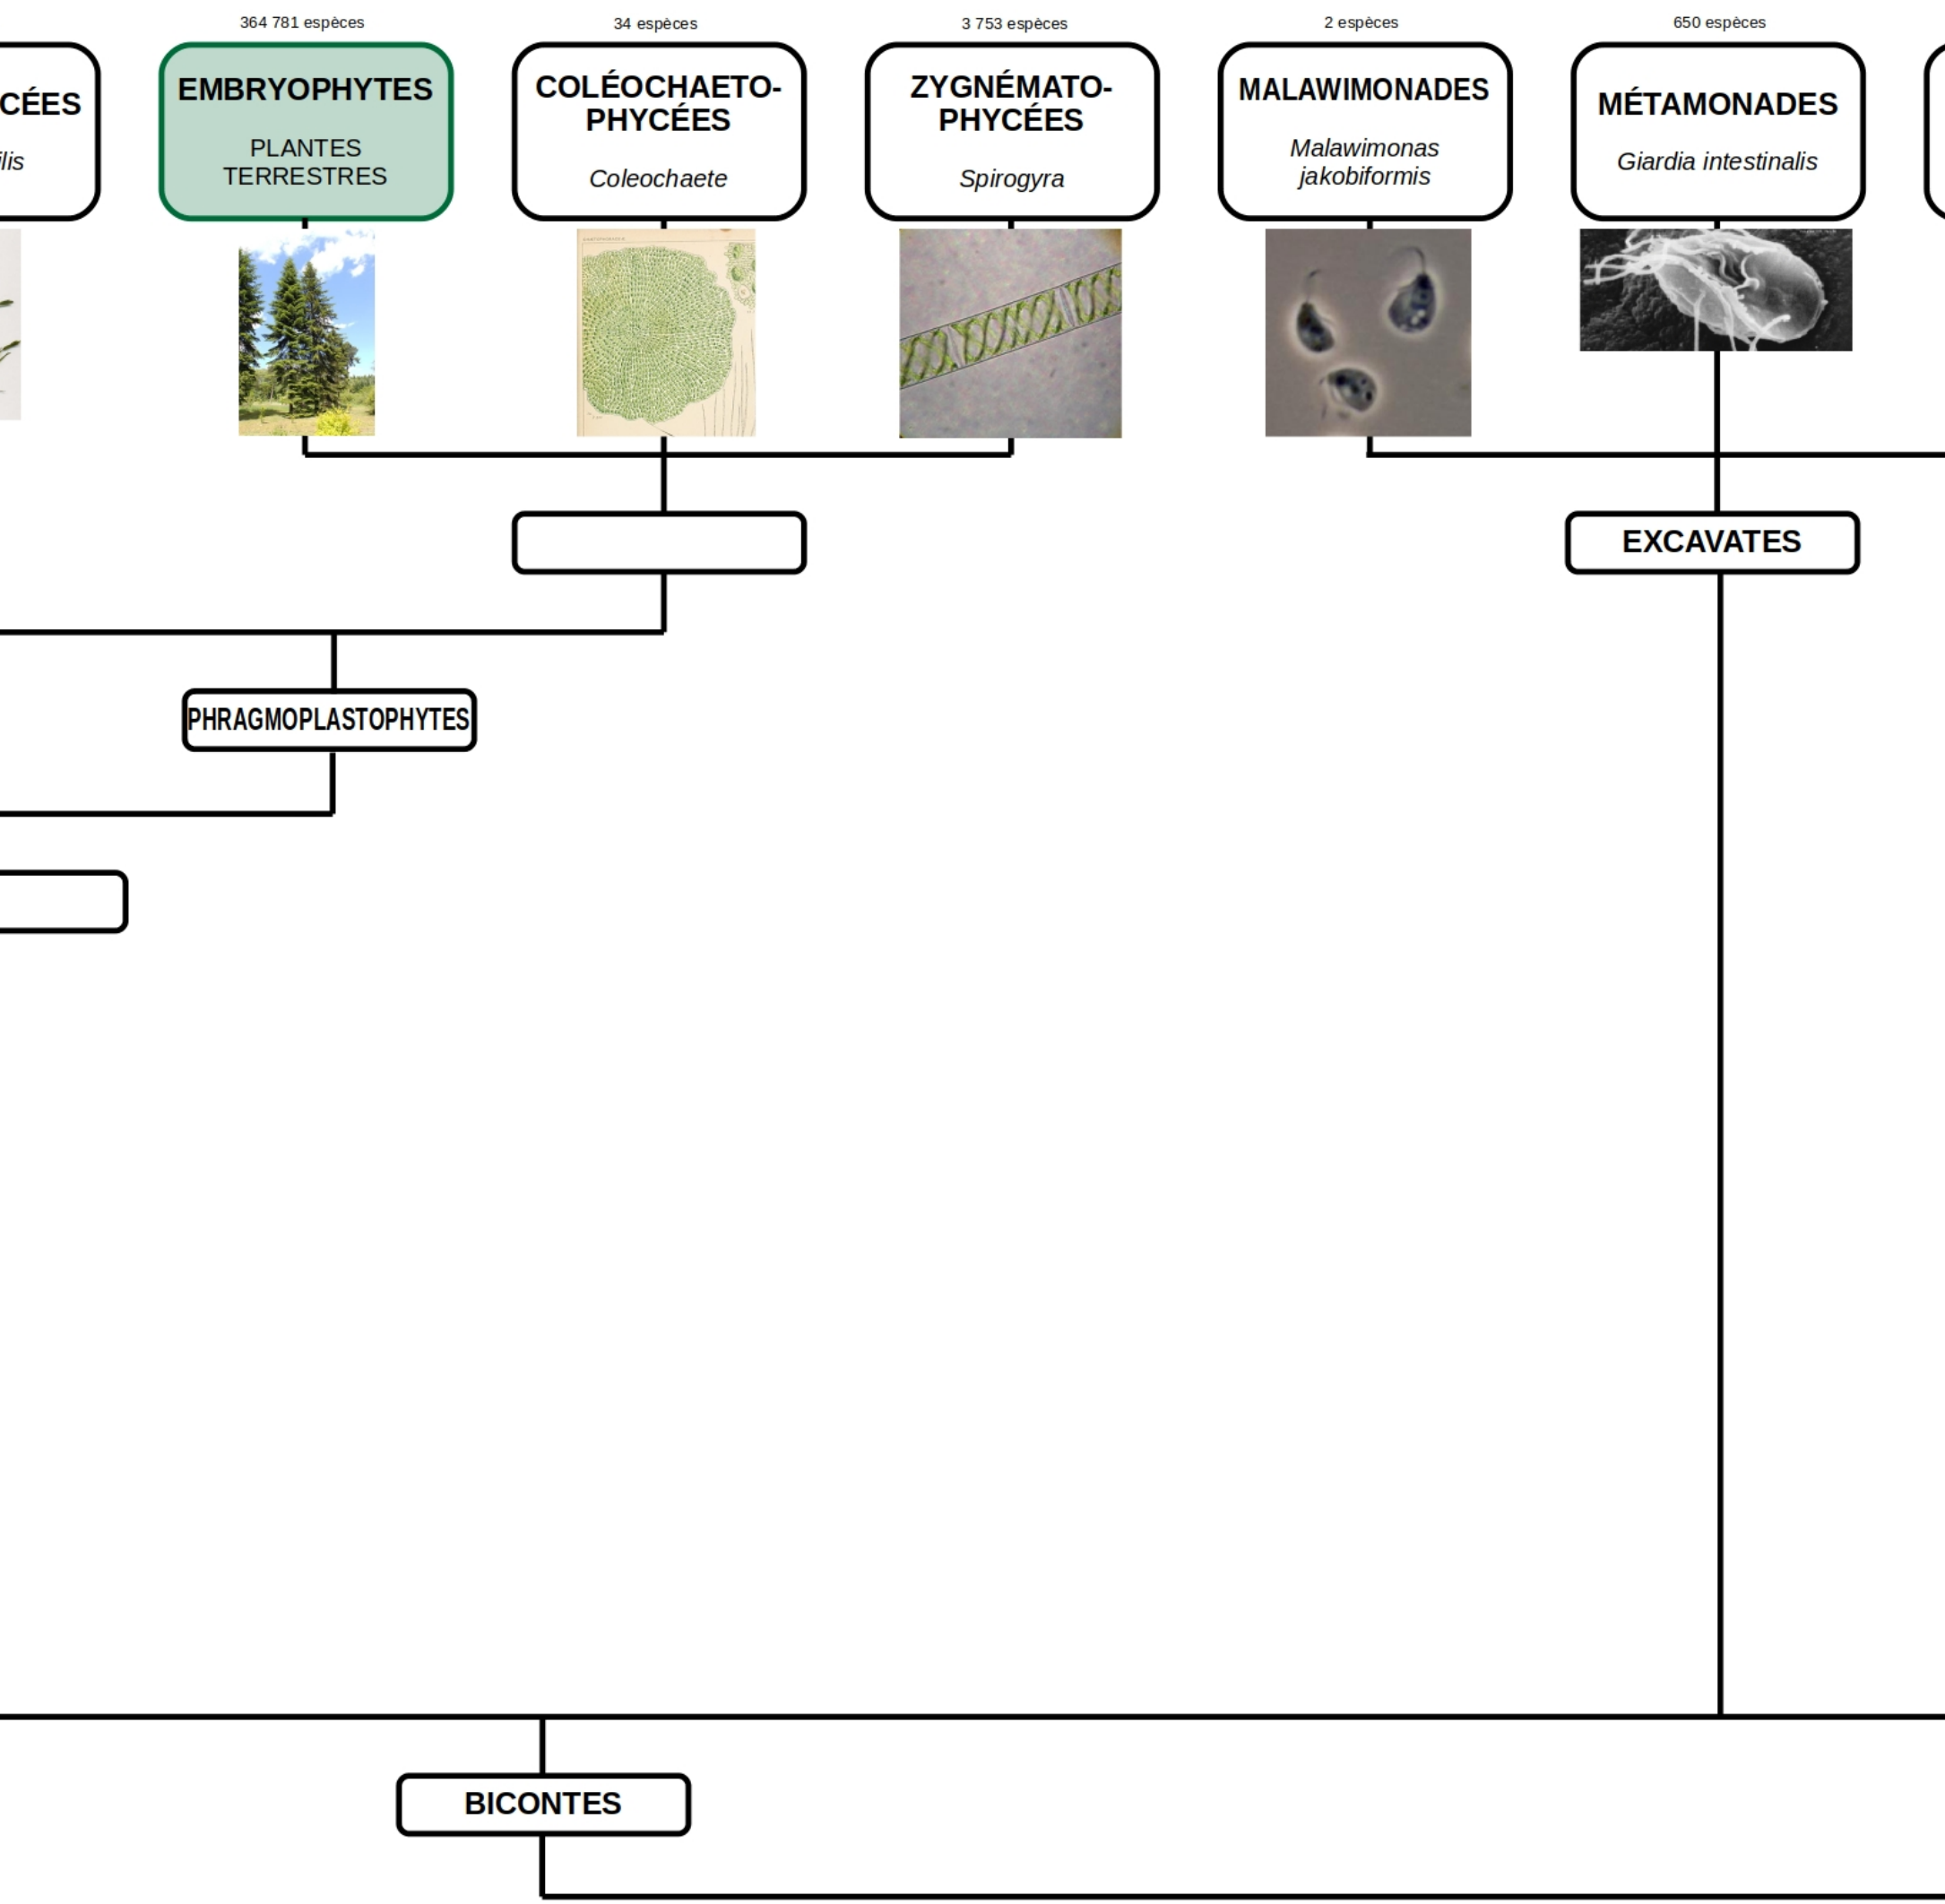 364 781 espèces
34 espèces
3 753 espèces
2 espèces
650 espèces
CÉES
ilis
EMBRYOPHYTES
PLANTES
TERRESTRES
COLÉOCHAETO-
PHYCÉES
Coleochaete
ZYGNÉMATO-
PHYCÉES
Spirogyra
MALAWIMONADES
Malawimonas
jakobiformis
MÉTAMONADES
Giardia intestinalis
EXCAVATES
PHRAGMOPLASTOPHYTES
BICONTES